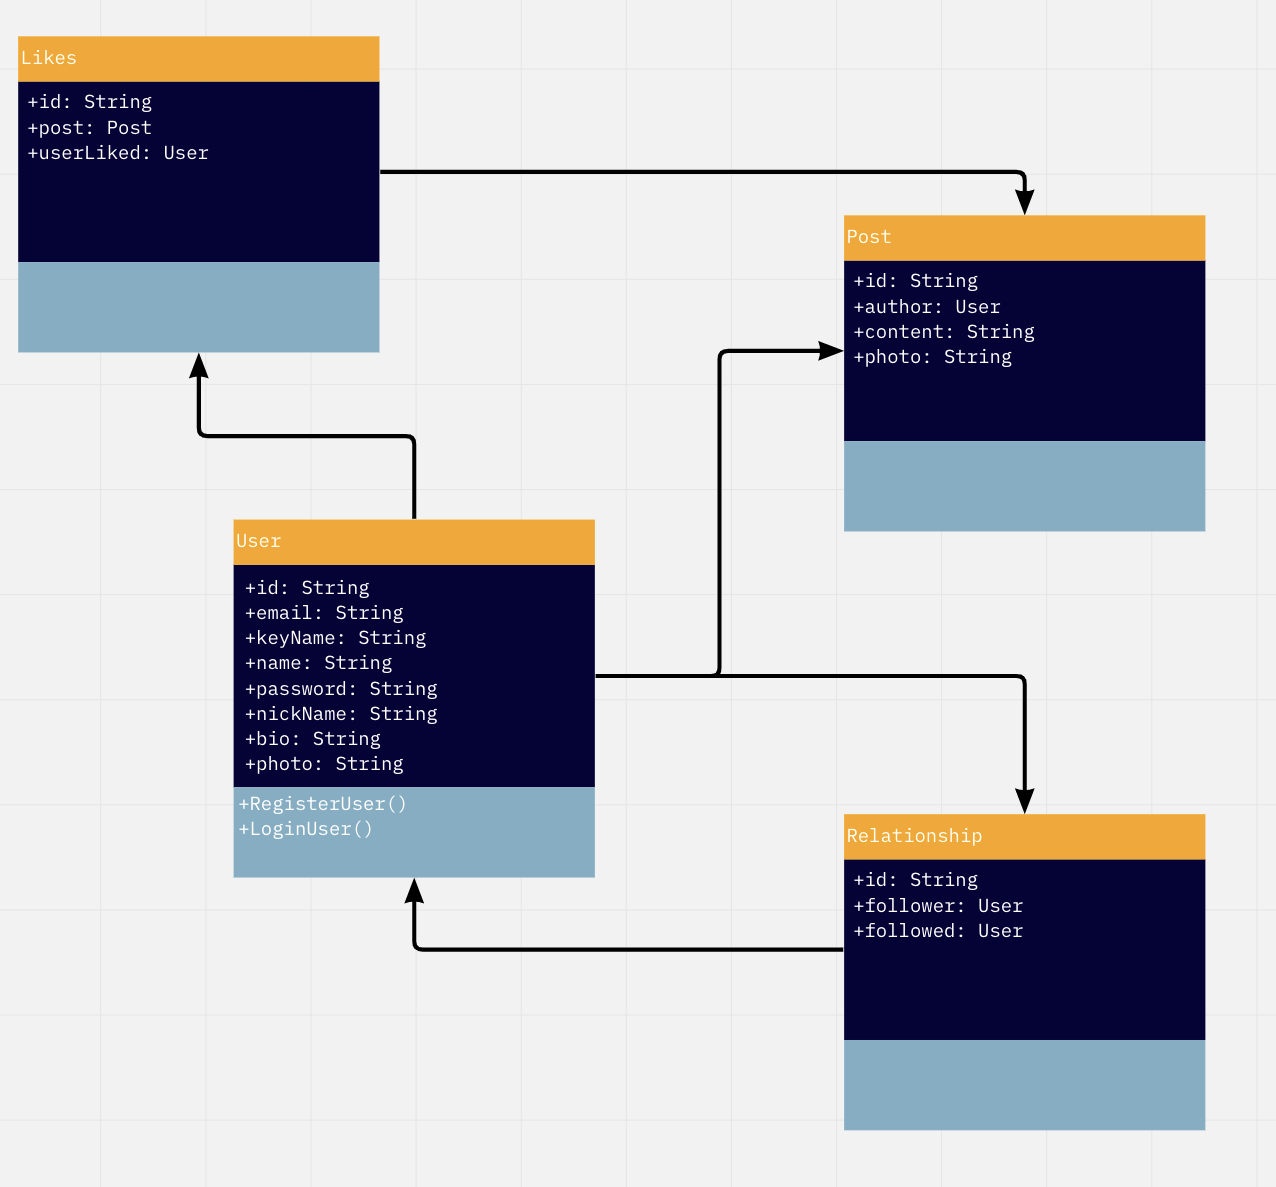 Likes
+id: String
+post: Post
+userLiked: User
Post
+id: String
+author: User
+content: String
+photo: String
User
+id: String
+email: String
+keyName: String
+name: String
+password: String
+nickName: String
+bio: String
+photo: String
+RegisterUser()
+LoginUser()
Relationship
+id: String
+follower: User
+followed: User